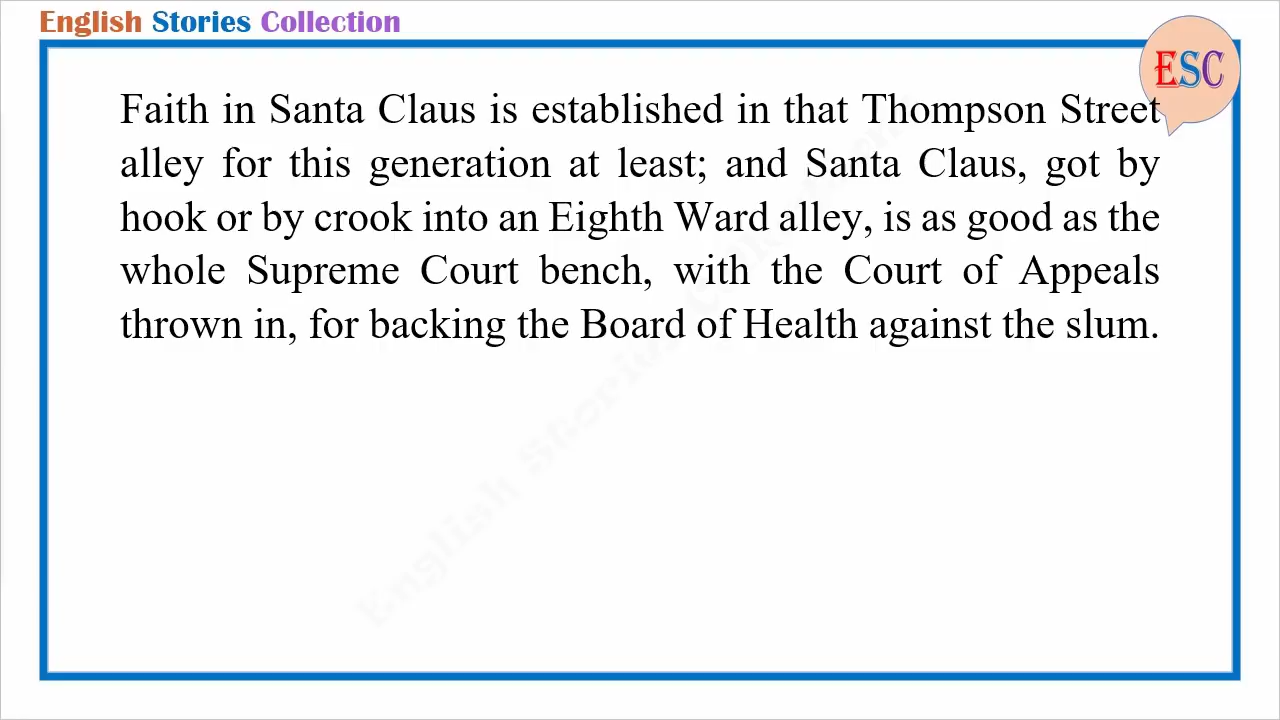 English Stories Collection
ESC
Faith in Santa Claus is established in that Thompson Street
alley for this generation at least; and Santa Claus, got by
hook or by crook into an Eighth Ward alley, is as good as the
whole Supreme Court bench, with the Court of Appeals
thrown in, for backing the Board of Health against the slum.
English Stories Collection